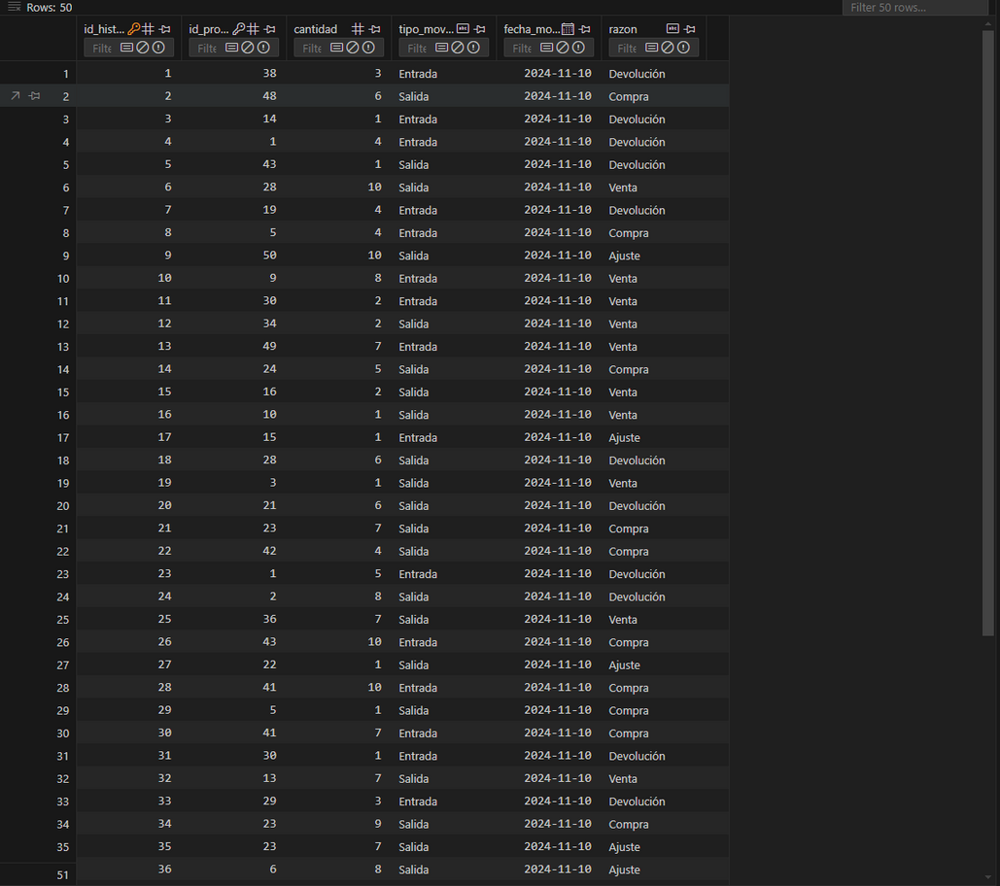 Rows: 50 Filter 50 rows...
id_hist... id_pro... cantidad tipo_mov... fecha_mo... razon
Filte Filte Filte Filte Filte Filte
1 1 38 3 Entrada 2024-11-10 Devolución
2 2 48 6 Salida 2024-11-10 Compra
3 3 14 1 Entrada 2024-11-10 Devolución
4 4 1 4 Entrada 2024-11-10 Devolución
5 5 43 1 Salida 2024-11-10 Devolución
6 6 28 10 Salida 2024-11-10 Venta
7 7 19 4 Entrada 2024-11-10 Devolución
8 8 5 4 Entrada 2024-11-10 Compra
9 9 50 10 Salida 2024-11-10 Ajuste
10 10 9 8 Entrada 2024-11-10 Venta
11 11 30 2 Entrada 2024-11-10 Venta
12 12 34 2 Salida 2024-11-10 Venta
13 13 49 7 Entrada 2024-11-10 Venta
14 14 24 5 Salida 2024-11-10 Compra
15 15 16 2 Salida 2024-11-10 Venta
16 16 10 1 Salida 2024-11-10 Venta
17 17 15 1 Entrada 2024-11-10 Ajuste
18 18 28 6 Salida 2024-11-10 Devolución
19 19 3 1 Salida 2024-11-10 Venta
20 20 21 6 Salida 2024-11-10 Devolución
21 21 23 7 Salida 2024-11-10 Compra
22 22 42 4 Salida 2024-11-10 Compra
23 23 1 5 Entrada 2024-11-10 Devolución
24 24 2 8 Salida 2024-11-10 Devolución
25 25 36 7 Salida 2024-11-10 Venta
26 26 43 10 Entrada 2024-11-10 Compra
27 27 22 1 Salida 2024-11-10 Ajuste
28 28 41 10 Entrada 2024-11-10 Compra
29 29 5 1 Salida 2024-11-10 Compra
30 30 41 7 Entrada 2024-11-10 Compra
31 31 30 1 Entrada 2024-11-10 Devolución
32 32 13 7 Salida 2024-11-10 Venta
33 33 29 3 Entrada 2024-11-10 Devolución
34 34 23 9 Salida 2024-11-10 Compra
35 35 23 7 Salida 2024-11-10 Ajuste
51 36 6 8 Salida 2024-11-10 Ajuste